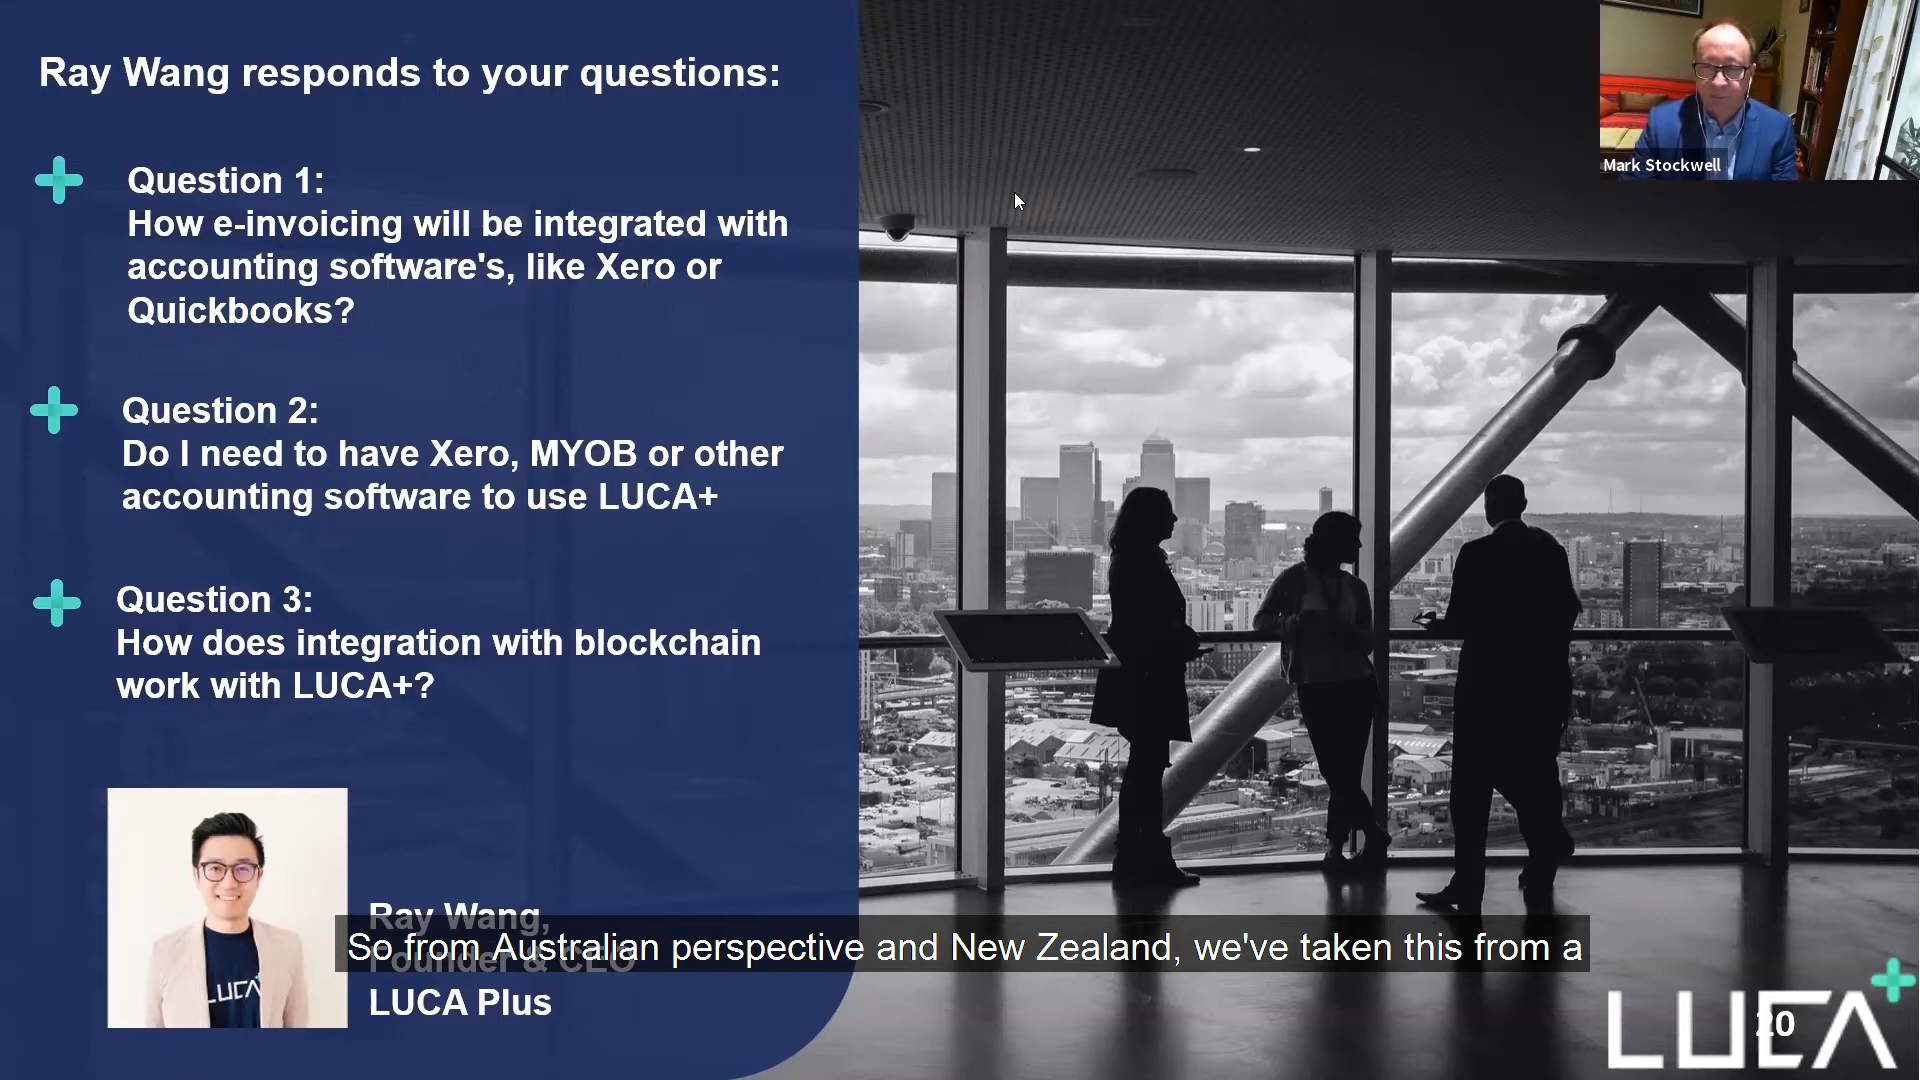 Ray Wang responds to your questions:
Mark Stockwell
Question 1:
How e-invoicing will be integrated with
accounting software's, like Xero or
Quickbooks?
Question 2:
Do I need to have Xero, MYOB or other
accounting software to use LUCA+
Question 3:
How does integration with blockchain
work with LUCA+?
LUCA+
Ray Wang,
Founder & CEO
So from Australian perspective and New Zealand, we've taken this from a
LUCA Plus
LUCA+
20